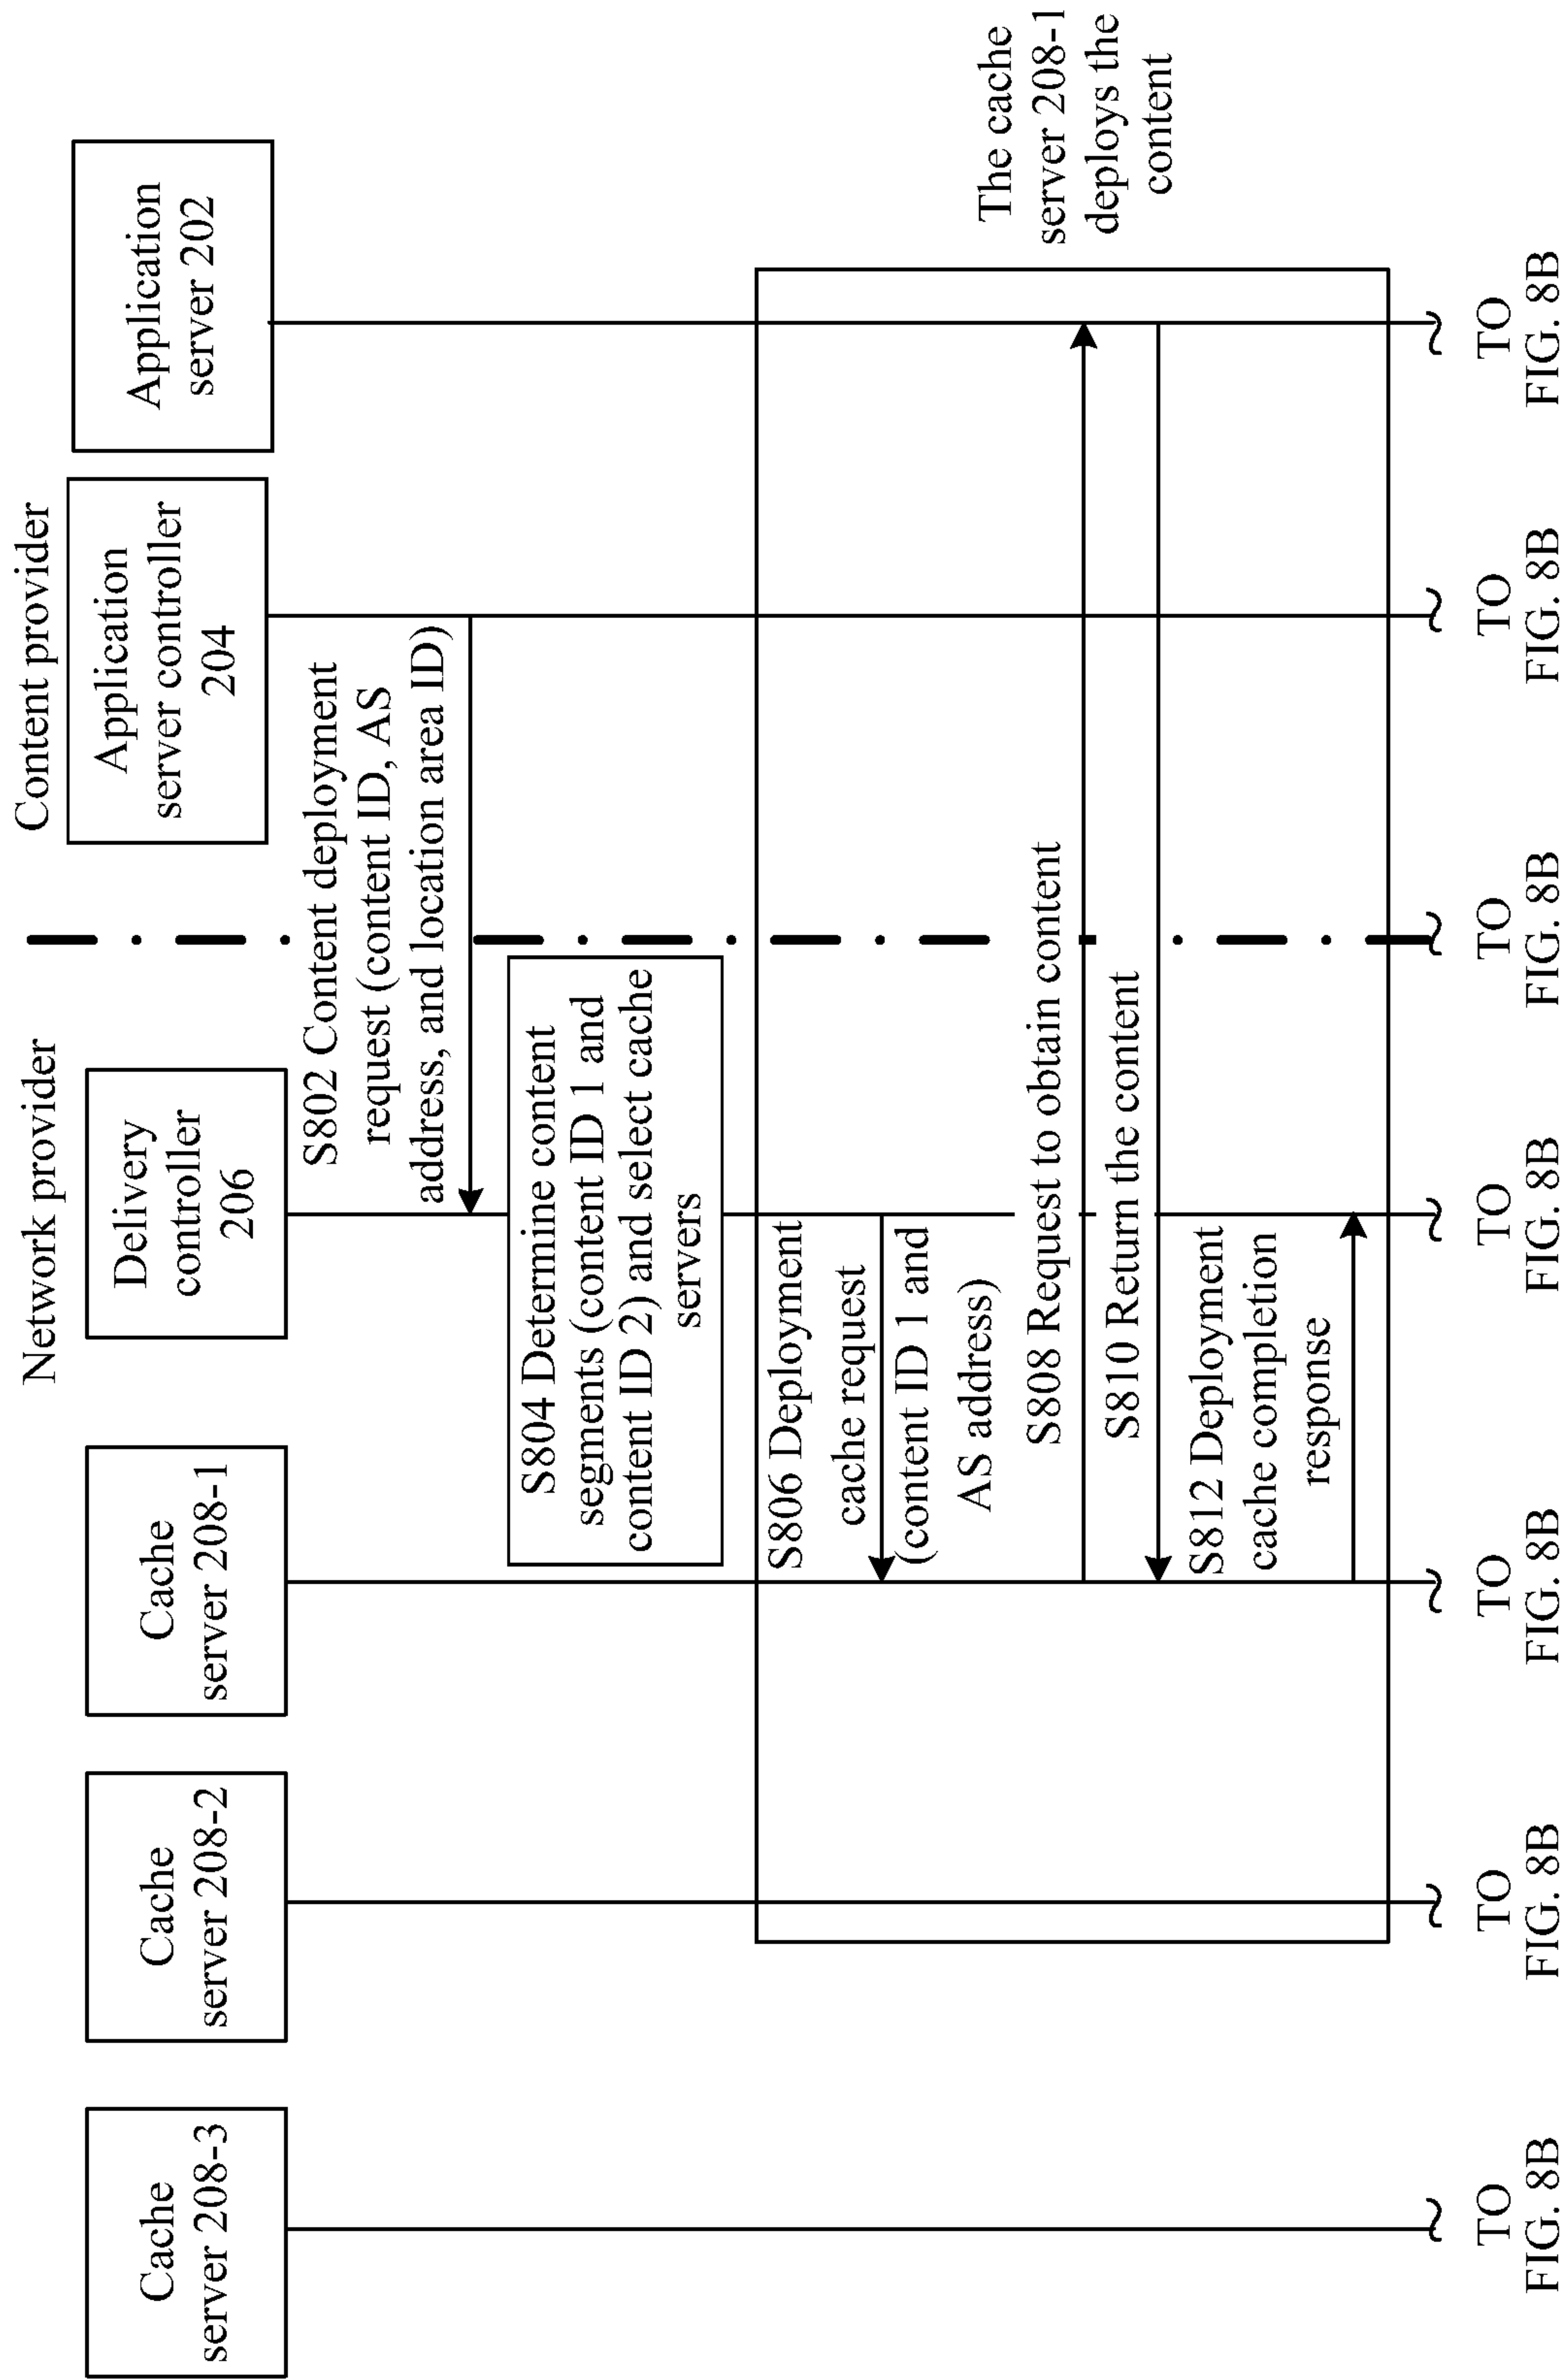 Network provider
Content provider
Cache
server 208-3
Cache
server 208-2
Cache
server 208-1
Delivery
controller
206
Application
server controller
204
Application
server 202
S802 Content deployment
request (content ID, AS
address, and location area ID)
S804 Determine content
segments (content ID 1 and
content ID 2) and select cache
servers
S806 Deployment
cache request
(content ID 1 and
AS address)
The cache
server 208-1
deploys the
content
S808 Request to obtain content
S810 Return the content
S812 Deployment
cache completion
response
TO
FIG. 8B
TO
FIG. 8B
TO
FIG. 8B
TO
FIG. 8B
TO
FIG. 8B
TO
FIG. 8B
TO
FIG. 8B